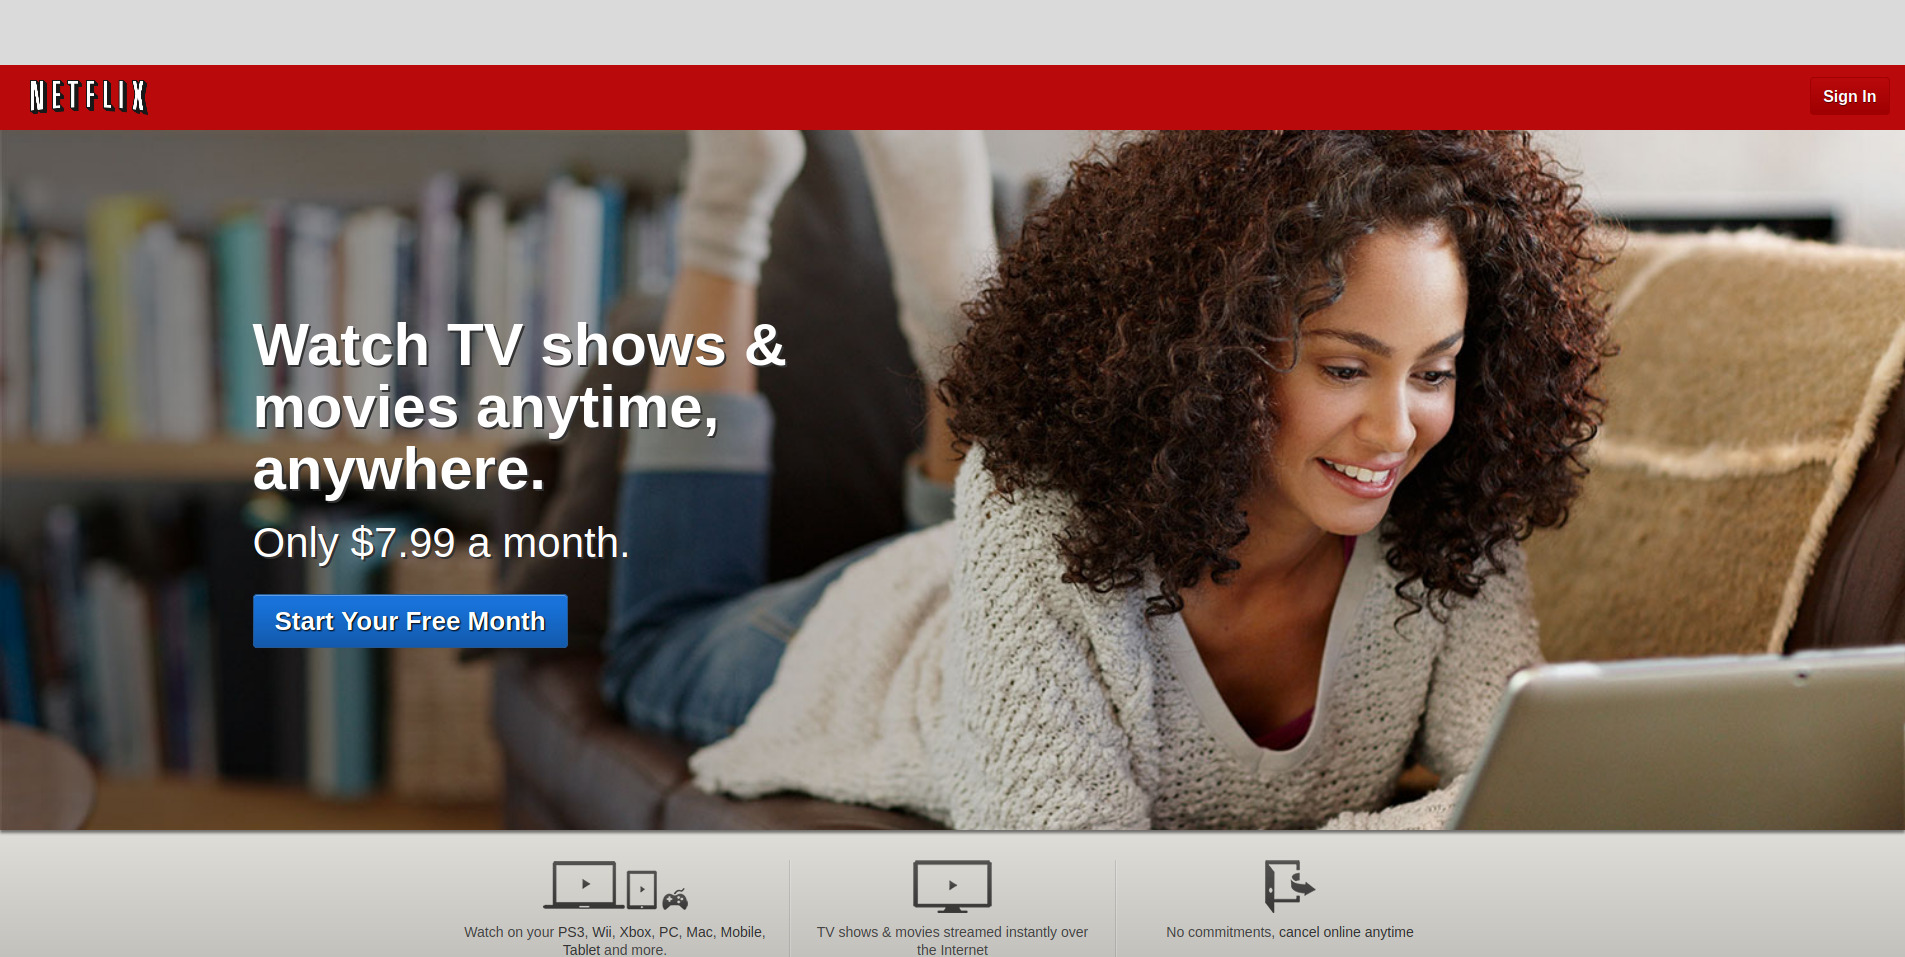 NETFLIX
Sign In
Watch TV shows &
movies anytime,
anywhere.
Only $7.99 a month.
Start Your Free Month
Watch on your PS3, Wii, Xbox, PC, Mac, Mobile,
Tablet and more.
TV shows & movies streamed instantly over
the Internet
No commitments, cancel online anytime